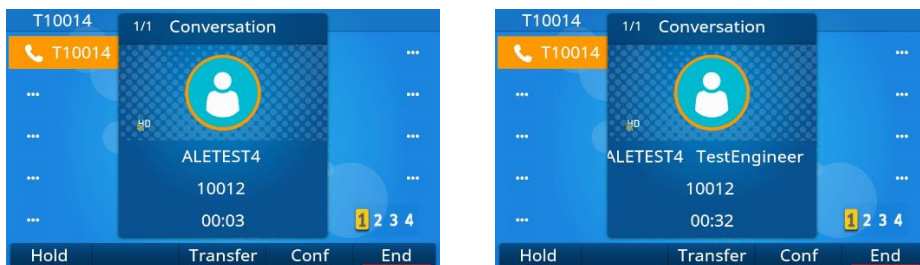 T10014
1/1 Conversation
T10014
HD
ALETEST4
10012
00:03
1 2 3 4
Hold Transfer Conf End
T10014
1/1 Conversation
T10014
HD
ALETEST4 TestEngineer
10012
00:32
1 2 3 4
Hold Transfer Conf End